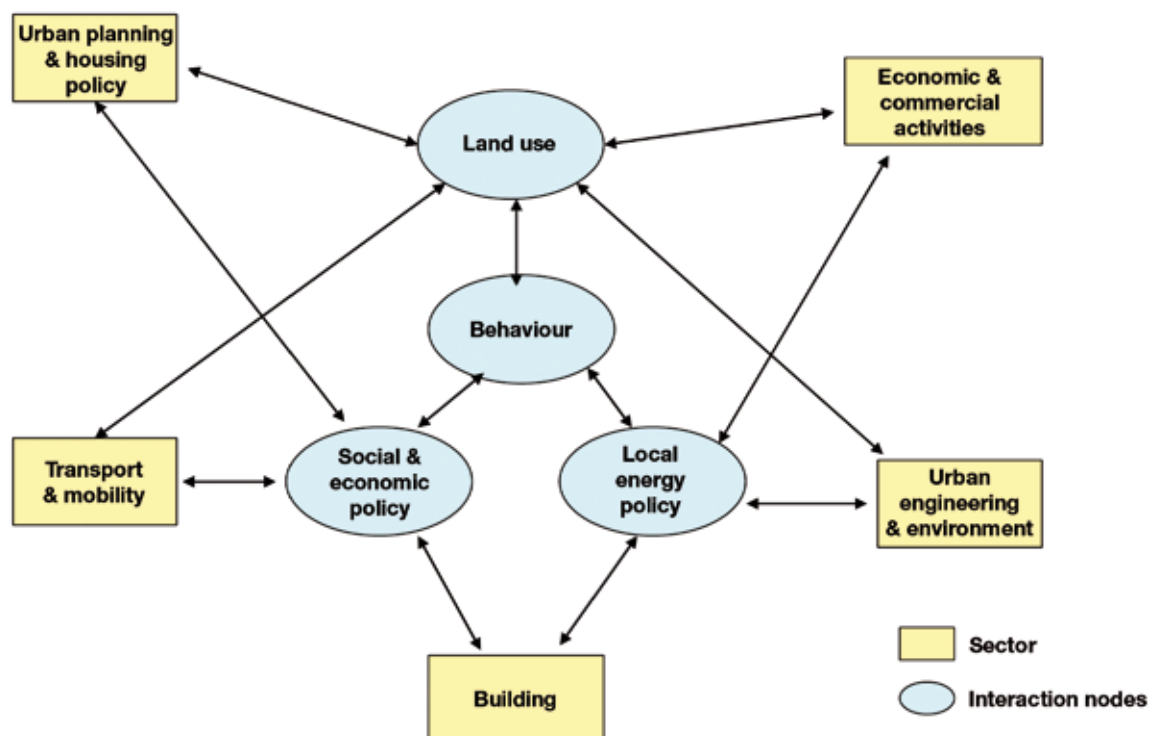 Urban planning
& housing
policy
Economic &
commercial
activities
Land use
Behaviour
Transport
& mobility
Social &
economic
policy
Local
energy
policy
Urban
engineering
& environment
Building
Sector
Interaction nodes